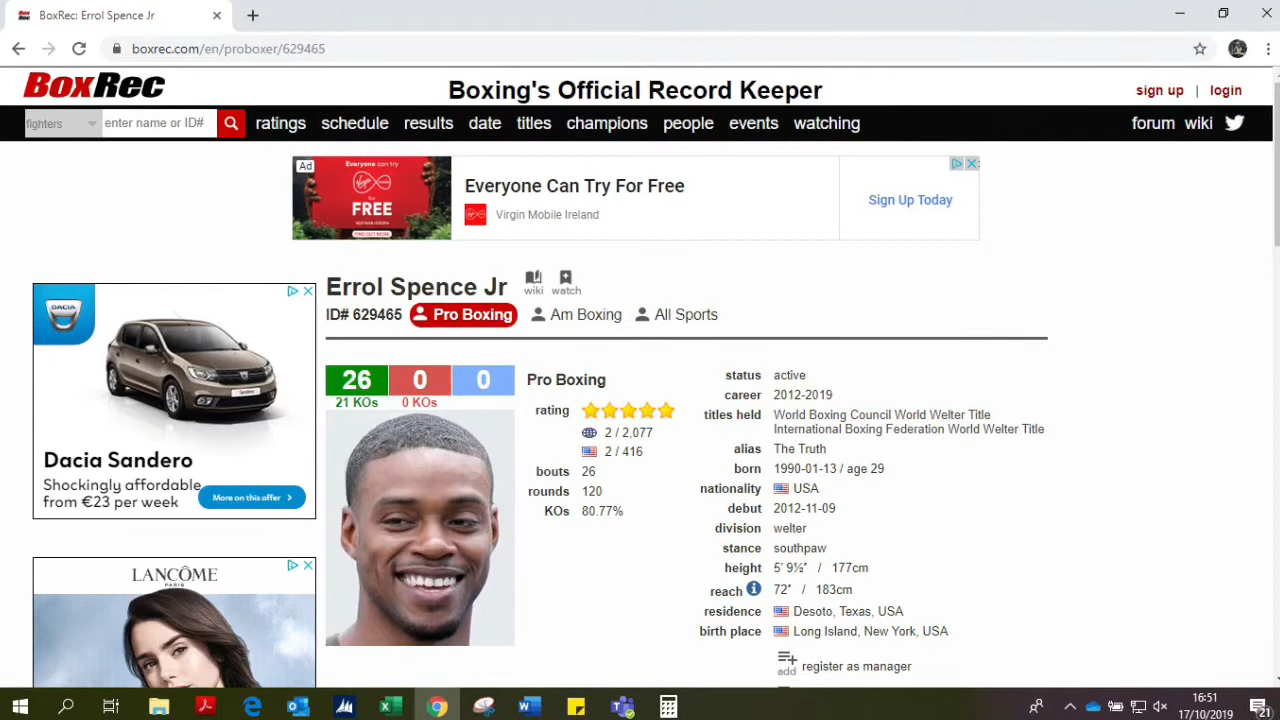 BoxRec: Errol Spence Jr
boxrec.com/en/proboxer/629465
BoxRec
Boxing's Official Record Keeper
sign up | login
fighters
enter name or ID#
ratings schedule results date titles champions people events watching
forum wiki
Ad
Everyone can try
FREE
FIND OUT MORE
Everyone Can Try For Free
Virgin Mobile Ireland
Sign Up Today
DACIA
Dacia Sandero
Shockingly affordable
from €23 per week
More on this offer
LANCÔME
PARIS
Errol Spence Jr
wiki
watch
ID# 629465 Pro Boxing Am Boxing All Sports
26 0 0
21 KOs 0 KOs
Pro Boxing
rating
2 / 2,077
2 / 416
bouts 26
rounds 120
KOs 80.77%
status active
career 2012-2019
titles held World Boxing Council World Welter Title
International Boxing Federation World Welter Title
alias The Truth
born 1990-01-13 / age 29
nationality USA
debut 2012-11-09
division welter
stance southpaw
height 5′ 9½″ / 177cm
reach 72″ / 183cm
residence Desoto, Texas, USA
birth place Long Island, New York, USA
add register as manager
16:51
17/10/2019
21